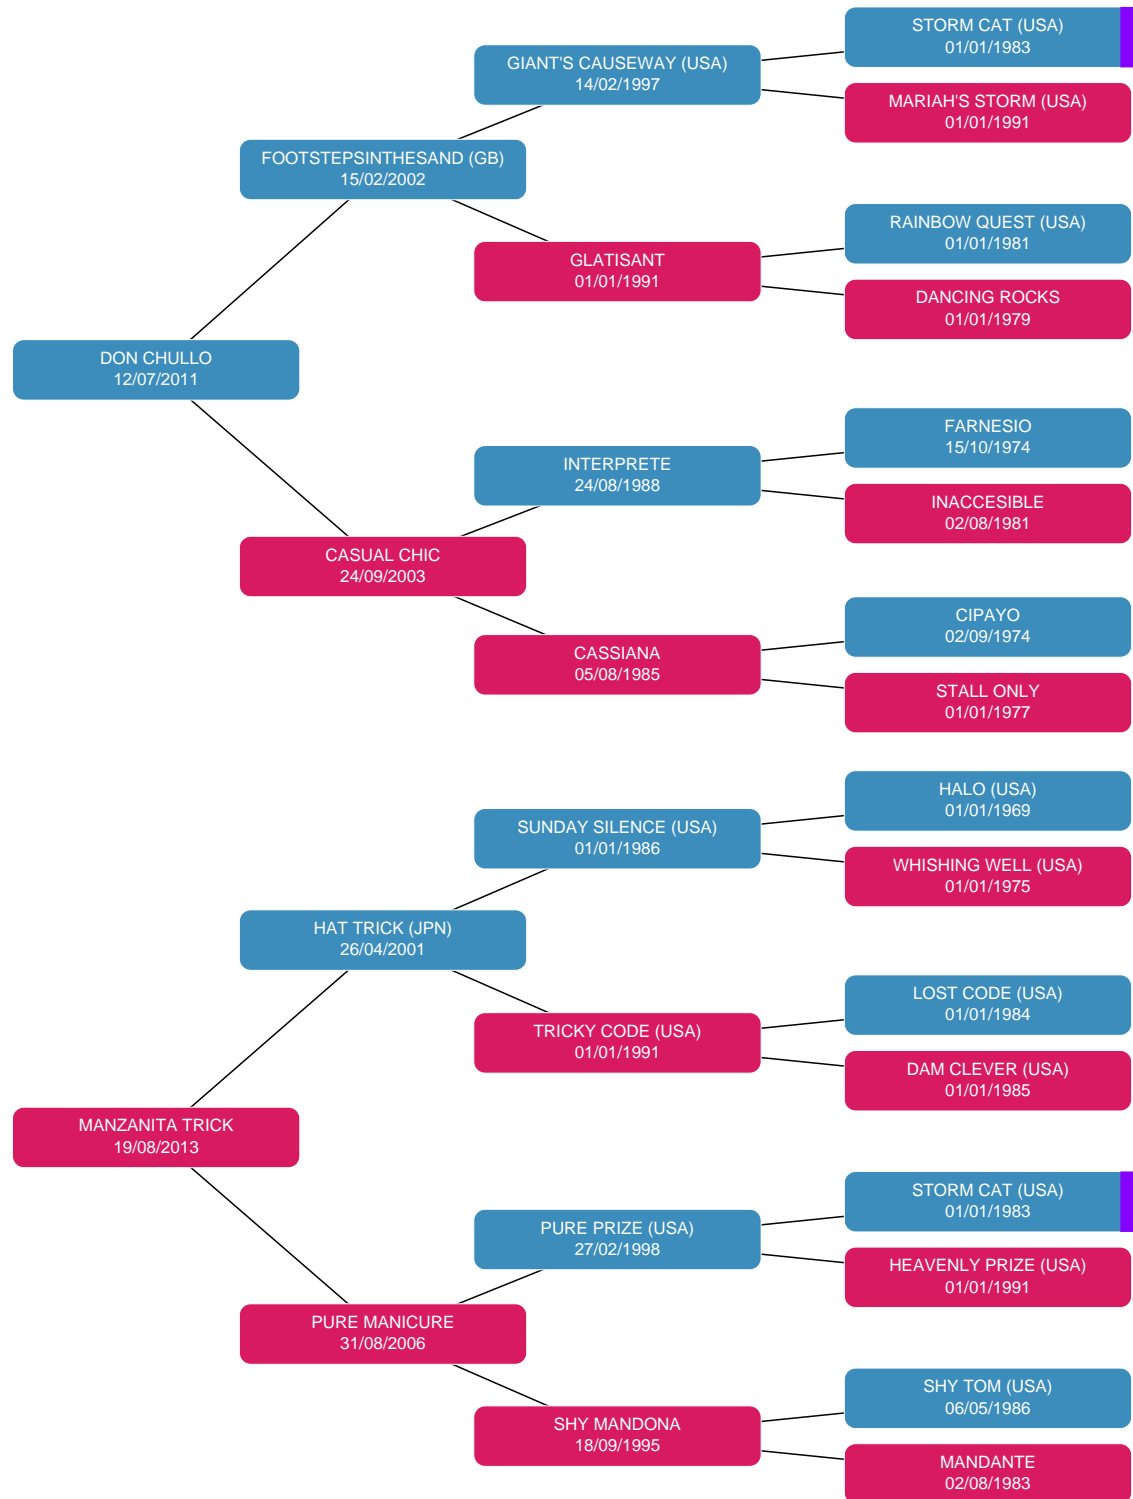 STORM CAT (USA)
01/01/1983
GIANT'S CAUSEWAY (USA)
14/02/1997
MARIAH'S STORM (USA)
01/01/1991
FOOTSTEPSINTHESAND (GB)
15/02/2002
RAINBOW QUEST (USA)
01/01/1981
GLATISANT
01/01/1991
DANCING ROCKS
01/01/1979
DON CHULLO
12/07/2011
FARNESIO
15/10/1974
INTERPRETE
24/08/1988
INACCESIBLE
02/08/1981
CASUAL CHIC
24/09/2003
CIPAYO
02/09/1974
CASSIANA
05/08/1985
STALL ONLY
01/01/1977
HALO (USA)
01/01/1969
SUNDAY SILENCE (USA)
01/01/1986
WHISHING WELL (USA)
01/01/1975
HAT TRICK (JPN)
26/04/2001
LOST CODE (USA)
01/01/1984
TRICKY CODE (USA)
01/01/1991
DAM CLEVER (USA)
01/01/1985
MANZANITA TRICK
19/08/2013
STORM CAT (USA)
01/01/1983
PURE PRIZE (USA)
27/02/1998
HEAVENLY PRIZE (USA)
01/01/1991
PURE MANICURE
31/08/2006
SHY TOM (USA)
06/05/1986
SHY MANDONA
18/09/1995
MANDANTE
02/08/1983